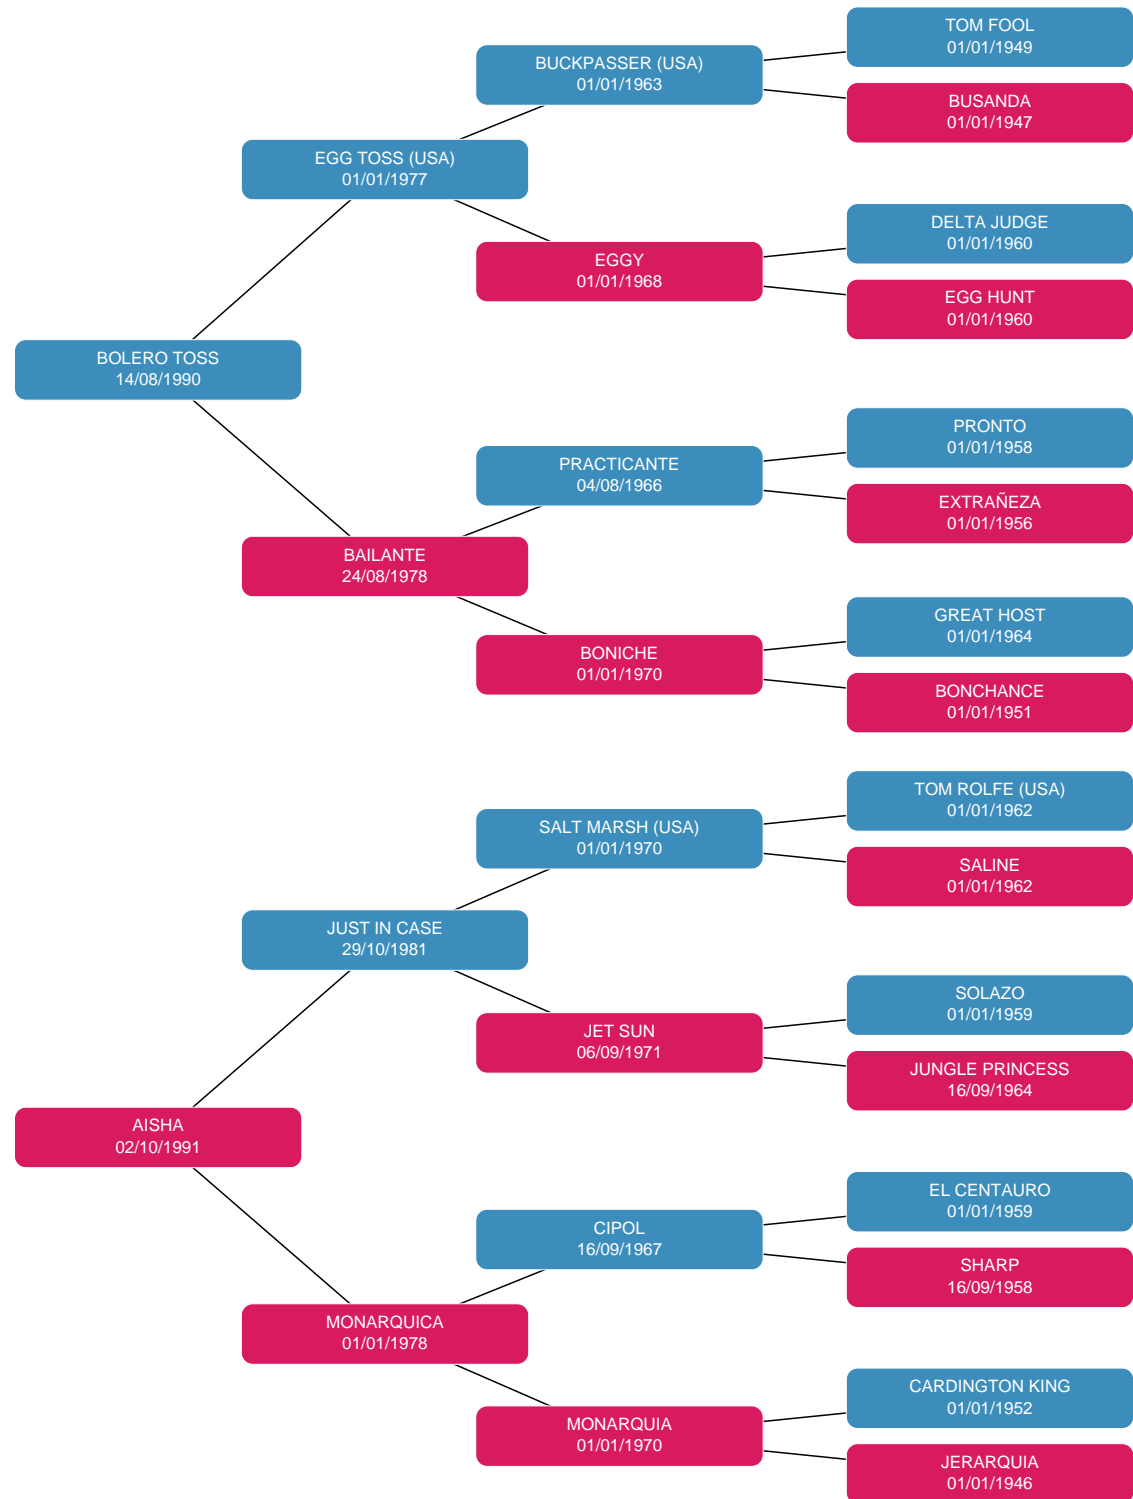 TOM FOOL
01/01/1949
BUCKPASSER (USA)
01/01/1963
BUSANDA
01/01/1947
EGG TOSS (USA)
01/01/1977
DELTA JUDGE
01/01/1960
EGGY
01/01/1968
EGG HUNT
01/01/1960
BOLERO TOSS
14/08/1990
PRONTO
01/01/1958
PRACTICANTE
04/08/1966
EXTRAÑEZA
01/01/1956
BAILANTE
24/08/1978
GREAT HOST
01/01/1964
BONICHE
01/01/1970
BONCHANCE
01/01/1951
TOM ROLFE (USA)
01/01/1962
SALT MARSH (USA)
01/01/1970
SALINE
01/01/1962
JUST IN CASE
29/10/1981
SOLAZO
01/01/1959
JET SUN
06/09/1971
JUNGLE PRINCESS
16/09/1964
AISHA
02/10/1991
EL CENTAURO
01/01/1959
CIPOL
16/09/1967
SHARP
16/09/1958
MONARQUICA
01/01/1978
CARDINGTON KING
01/01/1952
MONARQUIA
01/01/1970
JERARQUIA
01/01/1946